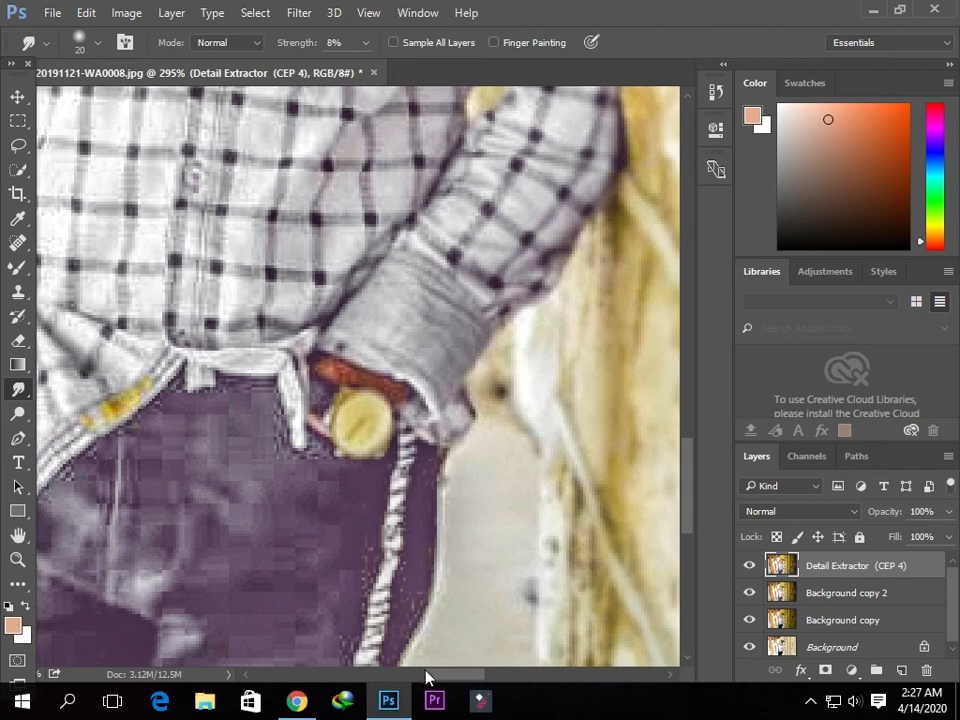 Ps File Edit Image Layer Type Select Filter 3D View Window Help
20 Mode: Normal Strength: 8% Sample All Layers Finger Painting Essentials
20191121-WA0008.jpg @ 295% (Detail Extractor (CEP 4), RGB/8#) * ×
Color Swatches
Libraries Adjustments Styles
Search Adobe Stock
To use Creative Cloud Libraries,
please install the Creative Cloud
Layers Channels Paths
Kind
Normal Opacity: 100%
Lock: Fill: 100%
Detail Extractor (CEP 4)
Background copy 2
Background copy
Background
Doc: 3.12M/12.5M
Ps Pr
2:27 AM
4/14/2020